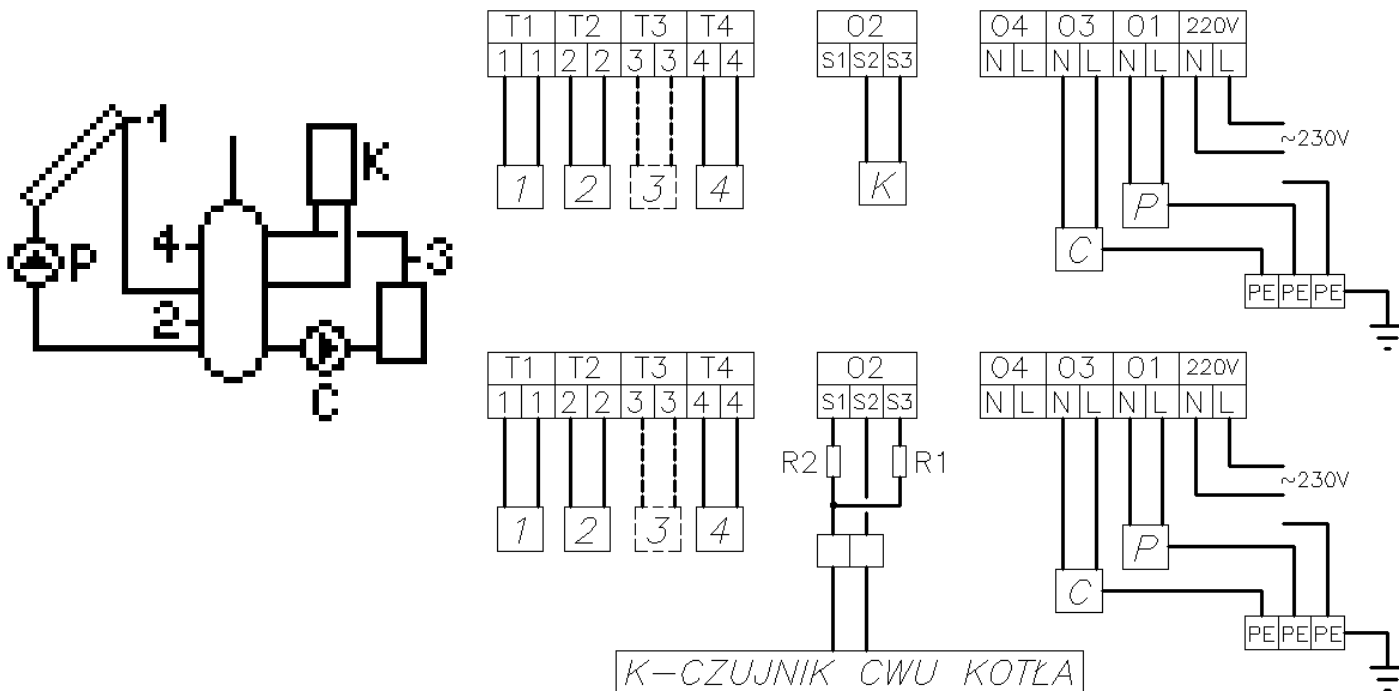 1
K
4
P
3
2
C
T1 T2 T3 T4
1 1 2 2 3 3 4 4
1 2 3 4
O2
S1 S2 S3
K
O4 O3 O1 220V
N L N L N L N L
~230V
P
C
PE PE PE
T1 T2 T3 T4
1 1 2 2 3 3 4 4
1 2 3 4
O2
S1 S2 S3
R2 R1
O4 O3 O1 220V
N L N L N L N L
~230V
P
C
PE PE PE
K-CZUJNIK CWU KOTŁA